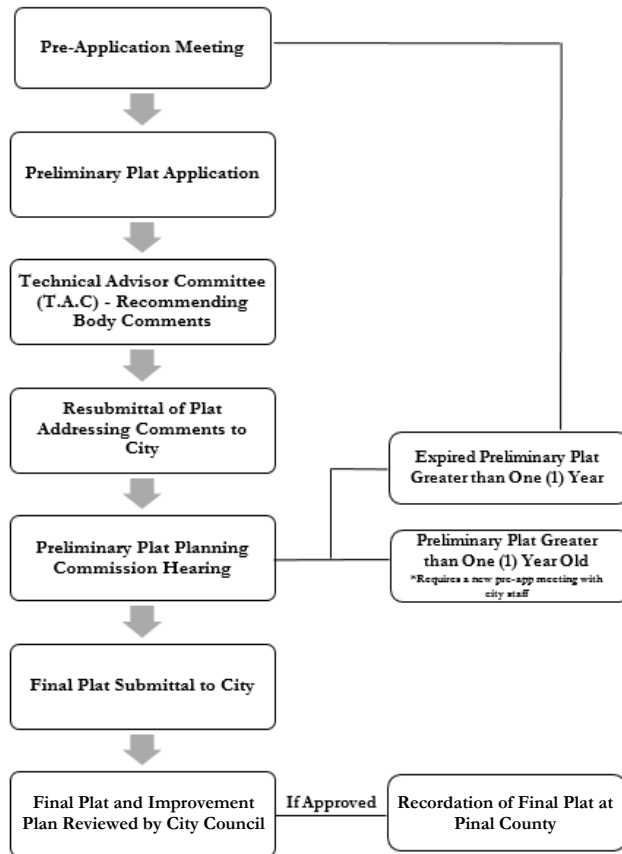 Pre-Application Meeting
Preliminary Plat Application
Technical Advisor Committee
(T.A.C) - Recommending
Body Comments
Resubmittal of Plat
Addressing Comments to
City
Expired Preliminary Plat
Greater than One (1) Year
Preliminary Plat Planning
Commission Hearing
Preliminary Plat Greater
than One (1) Year Old
*Requires a new pre-app meeting with
city staff
Final Plat Submittal to City
Final Plat and Improvement
Plan Reviewed by City Council
If Approved
Recordation of Final Plat at
Pinal County